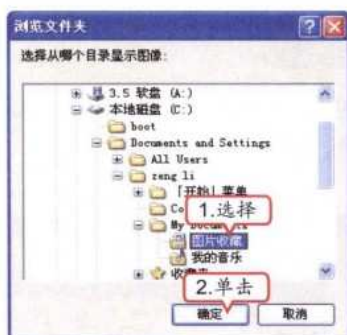 浏览文件夹
选择从哪个目录显示图像:
3.5 软盘 (A:)
本地磁盘 (C:)
boot
Documents and Settings
All Users
zeng li
「开始」菜单
Co
1.选择
My Documents
图片收藏
我的音乐
收藏夹
2.单击
确定
取消